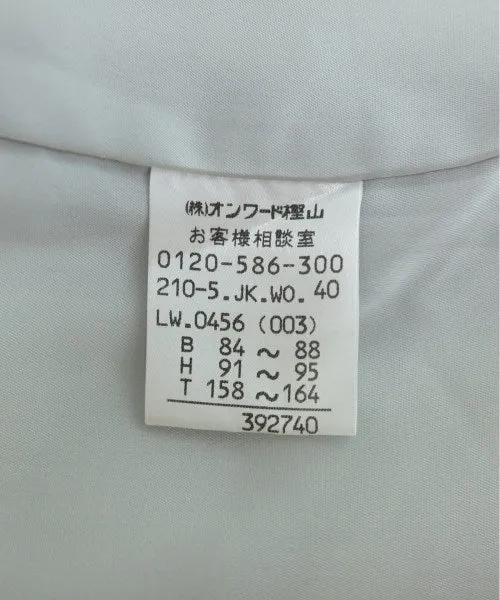 (株)オンワード樫山
お客様相談室
0120-586-300
210-5.JK.WO.40
LW.0456 (003)
B 84～88
H 91～95
T 158～164
392740